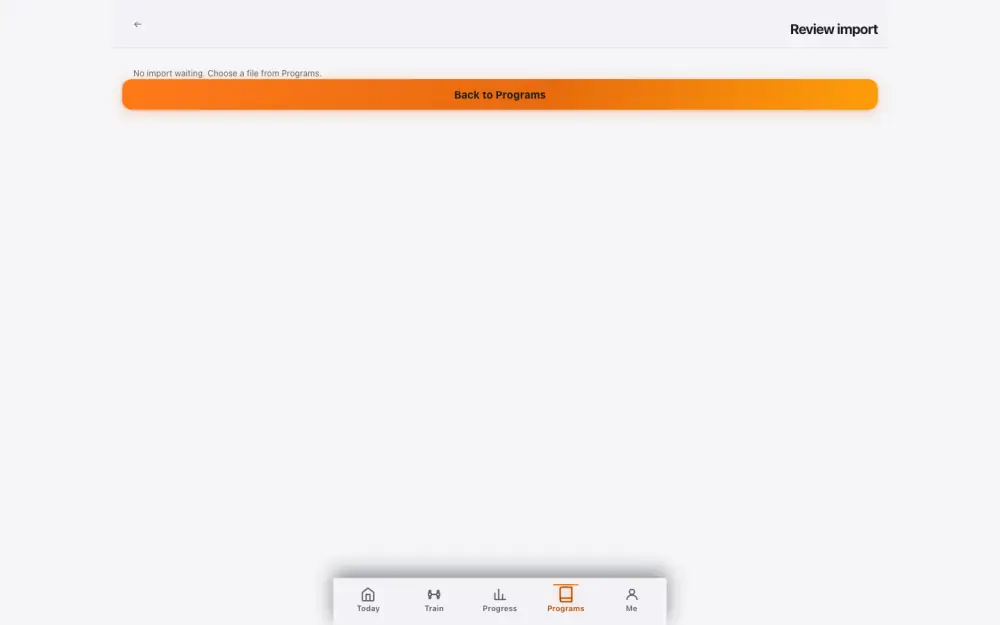 ←
Review import
No import waiting. Choose a file from Programs.
Back to Programs
Today
Train
Progress
Programs
Me